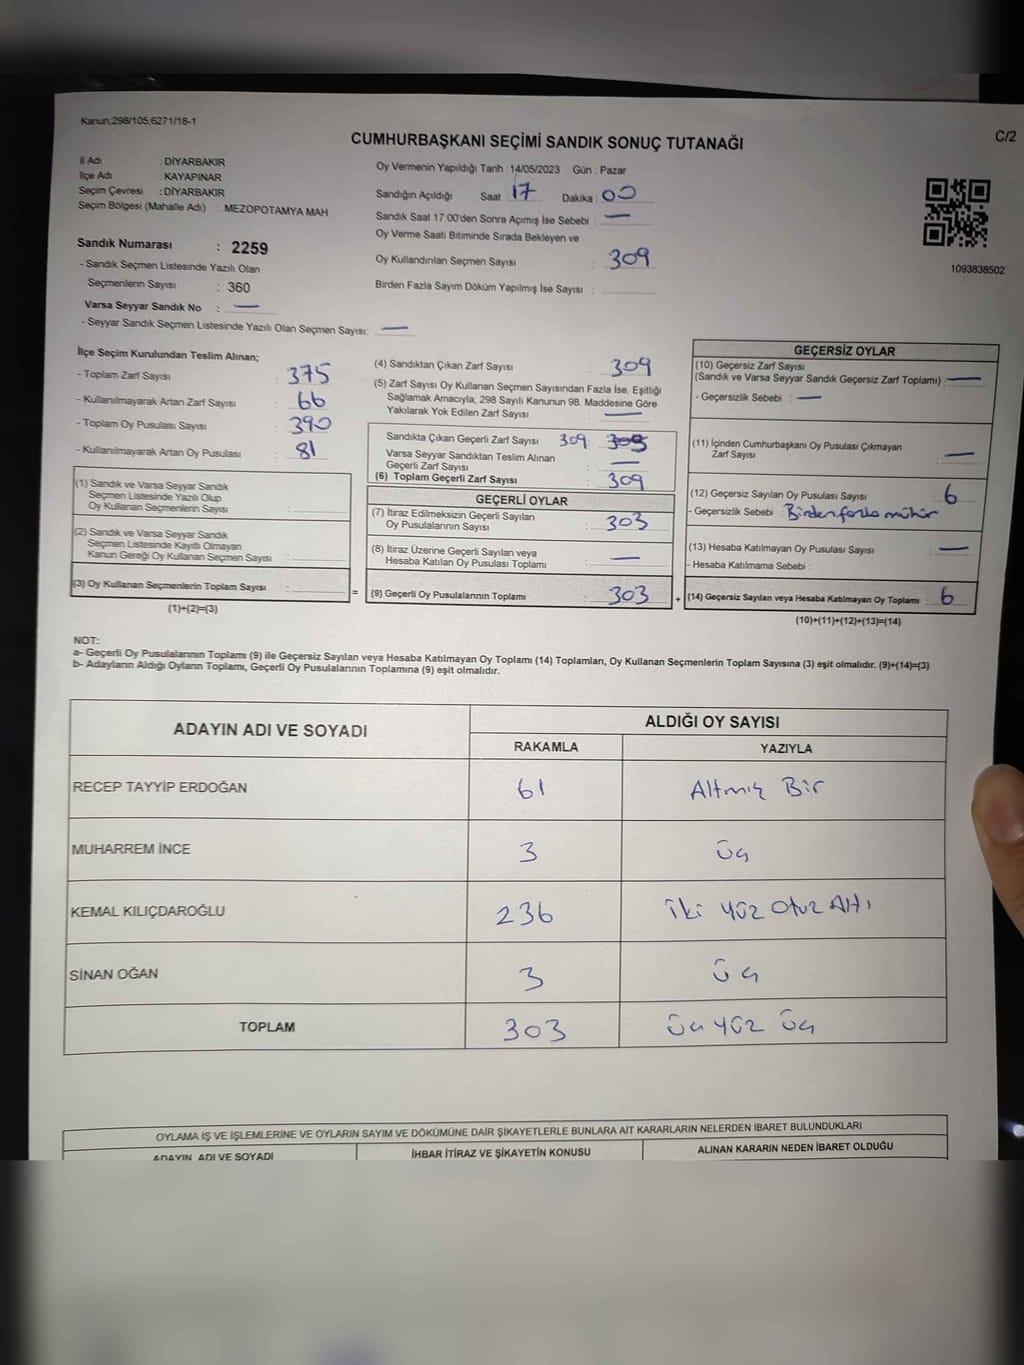 Kanun;298/105,6271/18-1
C/2
CUMHURBAŞKANI SEÇİMİ SANDIK SONUÇ TUTANAĞI
İl Adı : DİYARBAKIR
İlçe Adı : KAYAPINAR
Seçim Çevresi : DİYARBAKIR
Seçim Bölgesi (Mahalle Adı) : MEZOPOTAMYA MAH.
Oy Vermenin Yapıldığı Tarih : 14/05/2023 Gün : Pazar
Sandığın Açıldığı Saat 17 Dakika : 00
Sandık Saat 17:00'den Sonra Açımış İse Sebebi : —
Oy Verme Saati Bitiminde Sırada Bekleyen ve
Oy Kullandırılan Seçmen Sayısı : 309
Birden Fazla Sayım Döküm Yapılmış İse Sayısı :
1093838502
Sandık Numarası : 2259
- Sandık Seçmen Listesinde Yazılı Olan
Seçmenlerin Sayısı : 360
Varsa Seyyar Sandık No : —
- Seyyar Sandık Seçmen Listesinde Yazılı Olan Seçmen Sayısı: —
İlçe Seçim Kurulundan Teslim Alınan;
- Toplam Zarf Sayısı : 375
- Kullanılmayarak Artan Zarf Sayısı : 66
- Toplam Oy Pusulası Sayısı : 390
- Kullanılmayarak Artan Oy Pusulası : 81
(1) Sandık ve Varsa Seyyar Sandık
Seçmen Listesinde Yazılı Olup
Oy Kullanan Seçmenlerin Sayısı :
(2) Sandık ve Varsa Seyyar Sandık
Seçmen Listesinde Kayıtlı Olmayan
Kanun Gereği Oy Kullanan Seçmen Sayısı :
(3) Oy Kullanan Seçmenlerin Toplam Sayısı :
(1)+(2)=(3)
=
(4) Sandıktan Çıkan Zarf Sayısı : 309
(5) Zarf Sayısı Oy Kullanan Seçmen Sayısından Fazla İse, Eşitliği
Sağlamak Amacıyla, 298 Sayılı Kanunun 98. Maddesine Göre
Yakılarak Yok Edilen Zarf Sayısı : —
Sandıkta Çıkan Geçerli Zarf Sayısı 309
Varsa Seyyar Sandıktan Teslim Alınan
Geçerli Zarf Sayısı : —
(6) Toplam Geçerli Zarf Sayısı : 309
GEÇERLİ OYLAR
(7) İtiraz Edilmeksizin Geçerli Sayılan
Oy Pusulalarının Sayısı : 303
(8) İtiraz Üzerine Geçerli Sayılan veya
Hesaba Katılan Oy Pusulası Toplamı : —
(9) Geçerli Oy Pusulalarının Toplamı : 303
+
GEÇERSİZ OYLAR
(10) Geçersiz Zarf Sayısı
(Sandık ve Varsa Seyyar Sandık Geçersiz Zarf Toplamı) : —
- Geçersizlik Sebebi : —
(11) İçinden Cumhurbaşkanı Oy Pusulası Çıkmayan
Zarf Sayısı : —
(12) Geçersiz Sayılan Oy Pusulası Sayısı : 6
- Geçersizlik Sebebi : Birden fazla mühür
(13) Hesaba Katılmayan Oy Pusulası Sayısı : —
- Hesaba Katılmama Sebebi :
(14) Geçersiz Sayılan veya Hesaba Katılmayan Oy Toplamı : 6
(10)+(11)+(12)+(13)=(14)
NOT:
a- Geçerli Oy Pusulalarının Toplamı (9) ile Geçersiz Sayılan veya Hesaba Katılmayan Oy Toplamı (14) Toplamları, Oy Kullanan Seçmenlerin Toplam Sayısına (3) eşit olmalıdır. (9)+(14)=(3)
b- Adayların Aldığı Oyların Toplamı, Geçerli Oy Pusulalarının Toplamına (9) eşit olmalıdır.
ADAYIN ADI VE SOYADI ALDIĞI OY SAYISI
RAKAMLA YAZIYLA
RECEP TAYYİP ERDOĞAN 61 Altmış Bir
MUHARREM İNCE 3 üç
KEMAL KILIÇDAROĞLU 236 iki yüz otuz Altı
SİNAN OĞAN 3 üç
TOPLAM 303 üç yüz üç
OYLAMA İŞ VE İŞLEMLERİNE VE OYLARIN SAYIM VE DÖKÜMÜNE DAİR ŞİKAYETLERLE BUNLARA AİT KARARLARIN NELERDEN İBARET BULUNDUKLARI
ADAYIN ADI VE SOYADI İHBAR İTİRAZ VE ŞİKAYETİN KONUSU ALINAN KARARIN NEDEN İBARET OLDUĞU